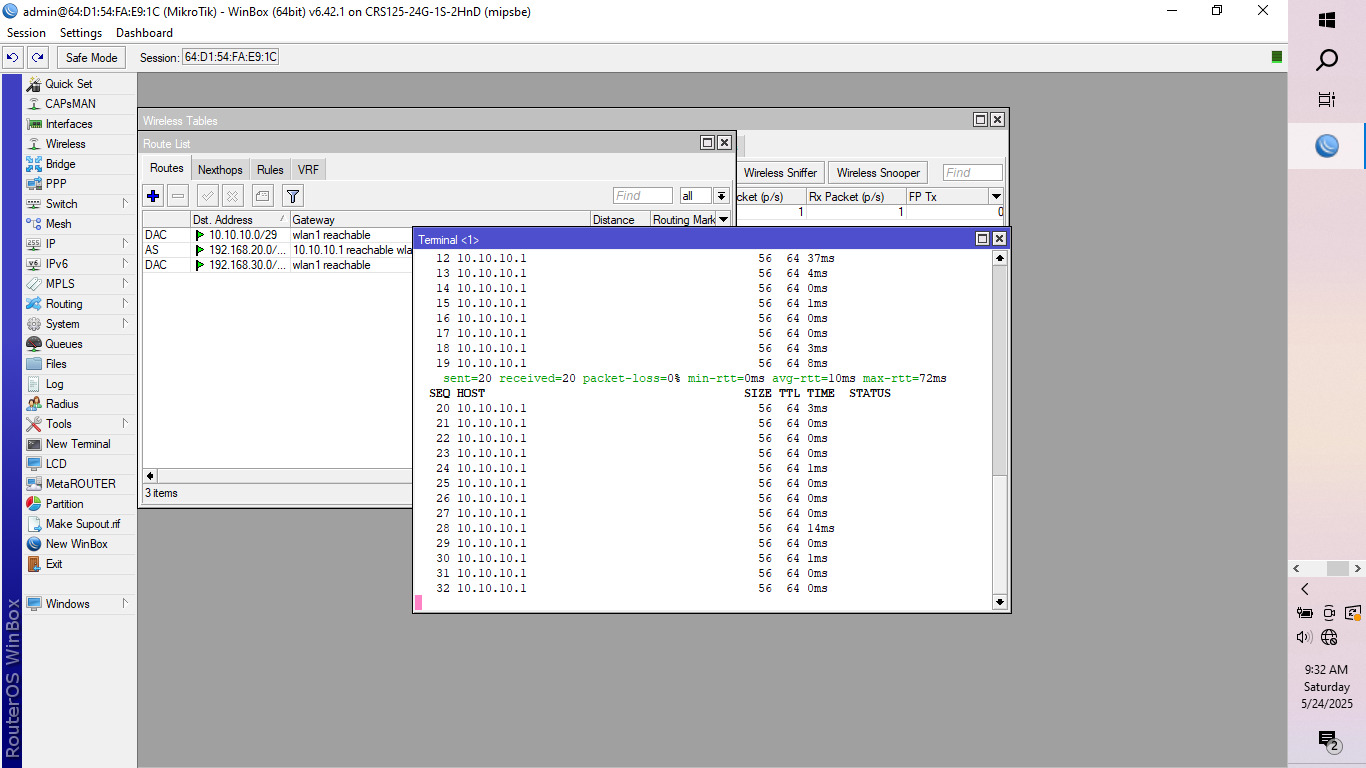 admin@64:D1:54:FA:E9:1C (MikroTik) - WinBox (64bit) v6.42.1 on CRS125-24G-1S-2HnD (mipsbe)
Session Settings Dashboard
Safe Mode Session: 64:D1:54:FA:E9:1C
Quick Set
CAPsMAN
Interfaces
Wireless
Bridge
PPP
Switch
Mesh
IP
IPv6
MPLS
Routing
System
Queues
Files
Log
Radius
Tools
New Terminal
LCD
MetaROUTER
Partition
Make Supout.rif
New WinBox
Exit
Windows
RouterOS WinBox
Wireless Tables
Wireless Sniffer Wireless Snooper Find
cket (p/s) Rx Packet (p/s) FP Tx
1 1 0
Route List
Routes Nexthops Rules VRF
Find all
Dst. Address Gateway Distance Routing Mark
DAC 10.10.10.0/29 wlan1 reachable
AS 192.168.20.0/... 10.10.10.1 reachable wla
DAC 192.168.30.0/... wlan1 reachable
3 items
Terminal <1>
12 10.10.10.1 56 64 37ms
13 10.10.10.1 56 64 4ms
14 10.10.10.1 56 64 0ms
15 10.10.10.1 56 64 1ms
16 10.10.10.1 56 64 0ms
17 10.10.10.1 56 64 0ms
18 10.10.10.1 56 64 3ms
19 10.10.10.1 56 64 8ms
sent=20 received=20 packet-loss=0% min-rtt=0ms avg-rtt=10ms max-rtt=72ms
SEQ HOST SIZE TTL TIME STATUS
20 10.10.10.1 56 64 3ms
21 10.10.10.1 56 64 0ms
22 10.10.10.1 56 64 0ms
23 10.10.10.1 56 64 0ms
24 10.10.10.1 56 64 1ms
25 10.10.10.1 56 64 0ms
26 10.10.10.1 56 64 0ms
27 10.10.10.1 56 64 0ms
28 10.10.10.1 56 64 14ms
29 10.10.10.1 56 64 0ms
30 10.10.10.1 56 64 1ms
31 10.10.10.1 56 64 0ms
32 10.10.10.1 56 64 0ms
9:32 AM
Saturday
5/24/2025
2